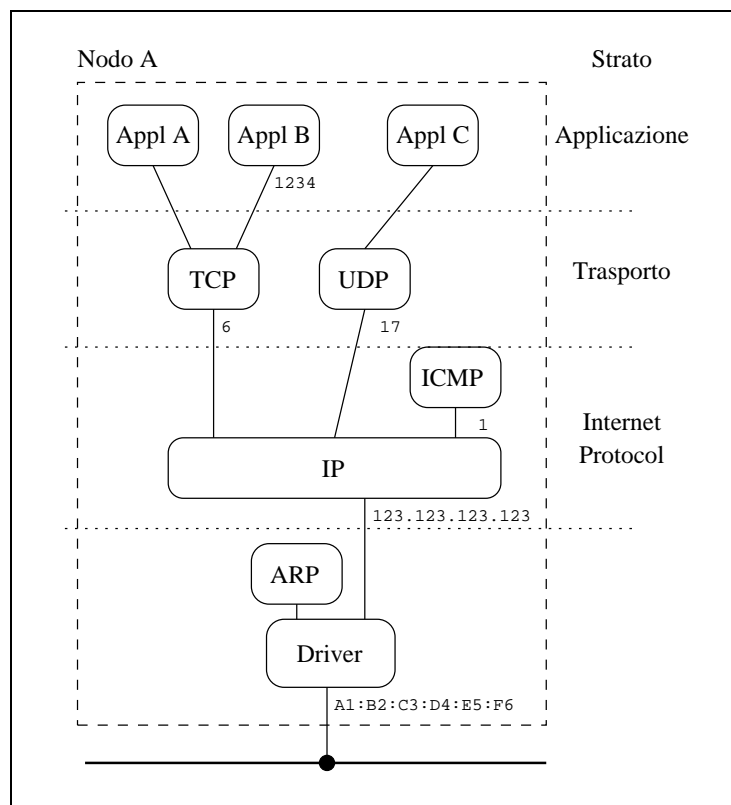 Nodo A Strato
Appl A Appl B Appl C Applicazione
1234
TCP UDP Trasporto
6 17
ICMP
1 Internet
Protocol
IP
123.123.123.123
ARP
Driver
A1:B2:C3:D4:E5:F6